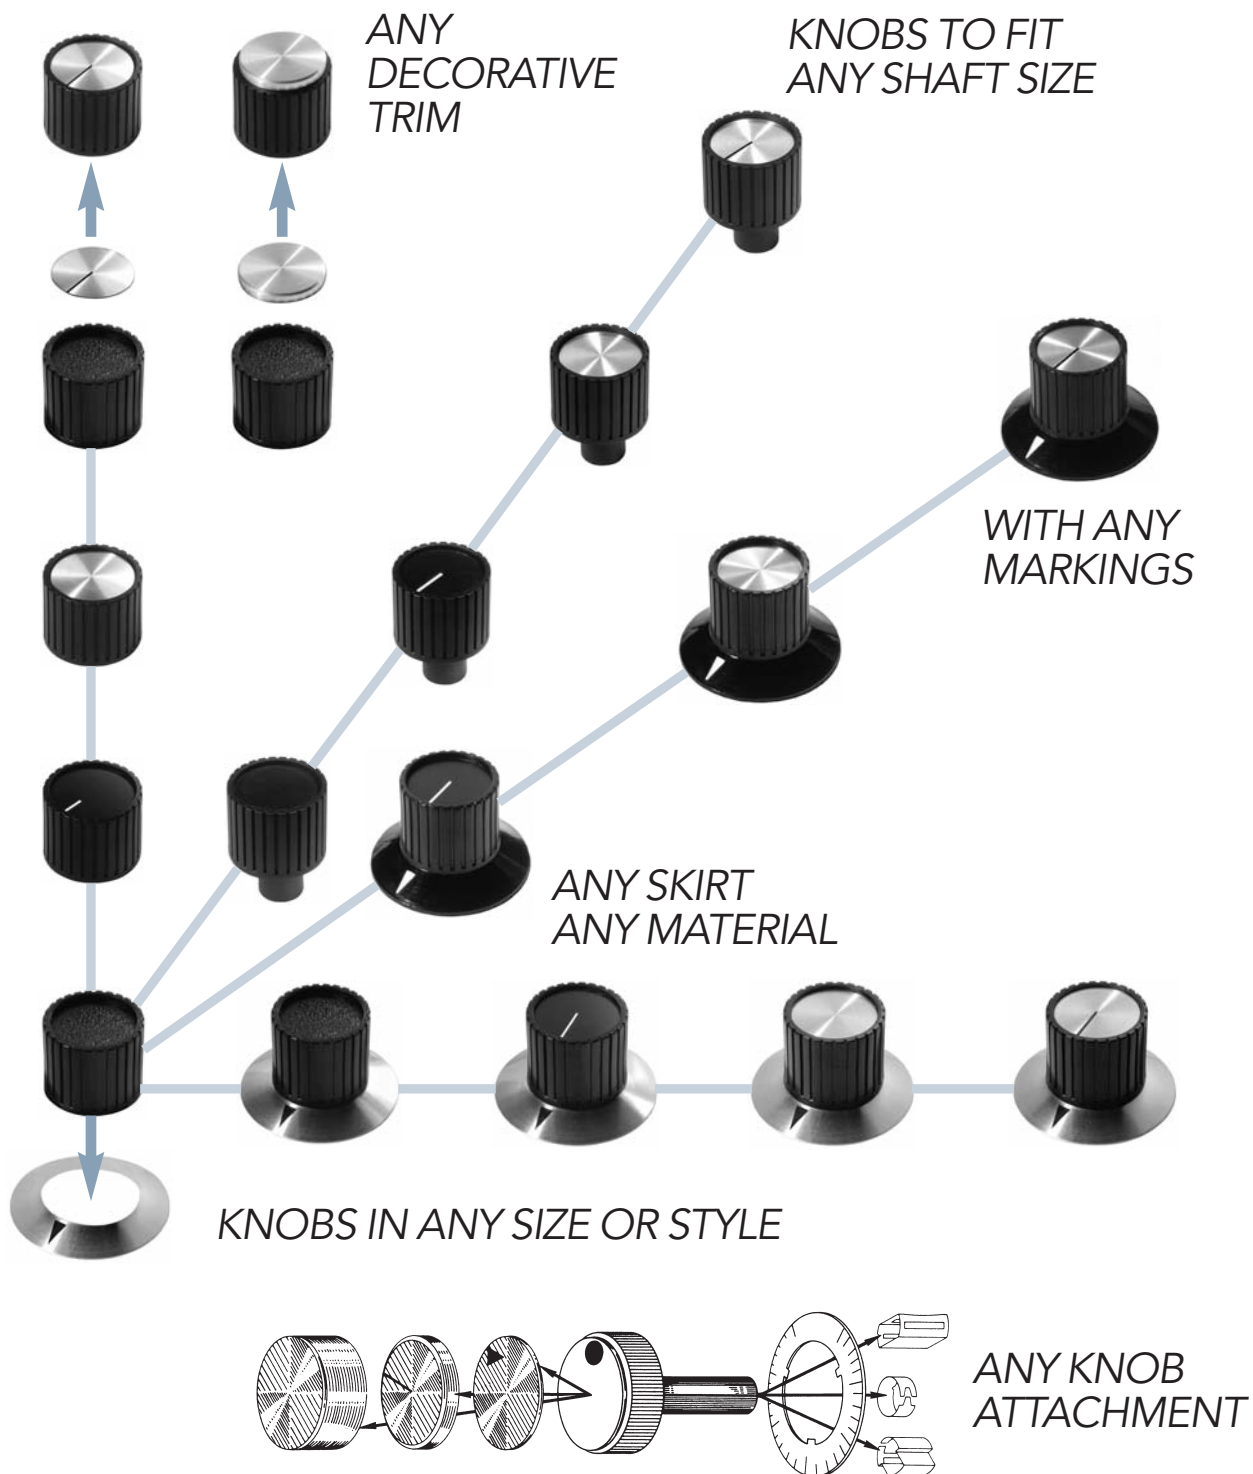 ANY
DECORATIVE
TRIM
KNOBS TO FIT
ANY SHAFT SIZE
WITH ANY
MARKINGS
ANY SKIRT
ANY MATERIAL
KNOBS IN ANY SIZE OR STYLE
ANY KNOB
ATTACHMENT